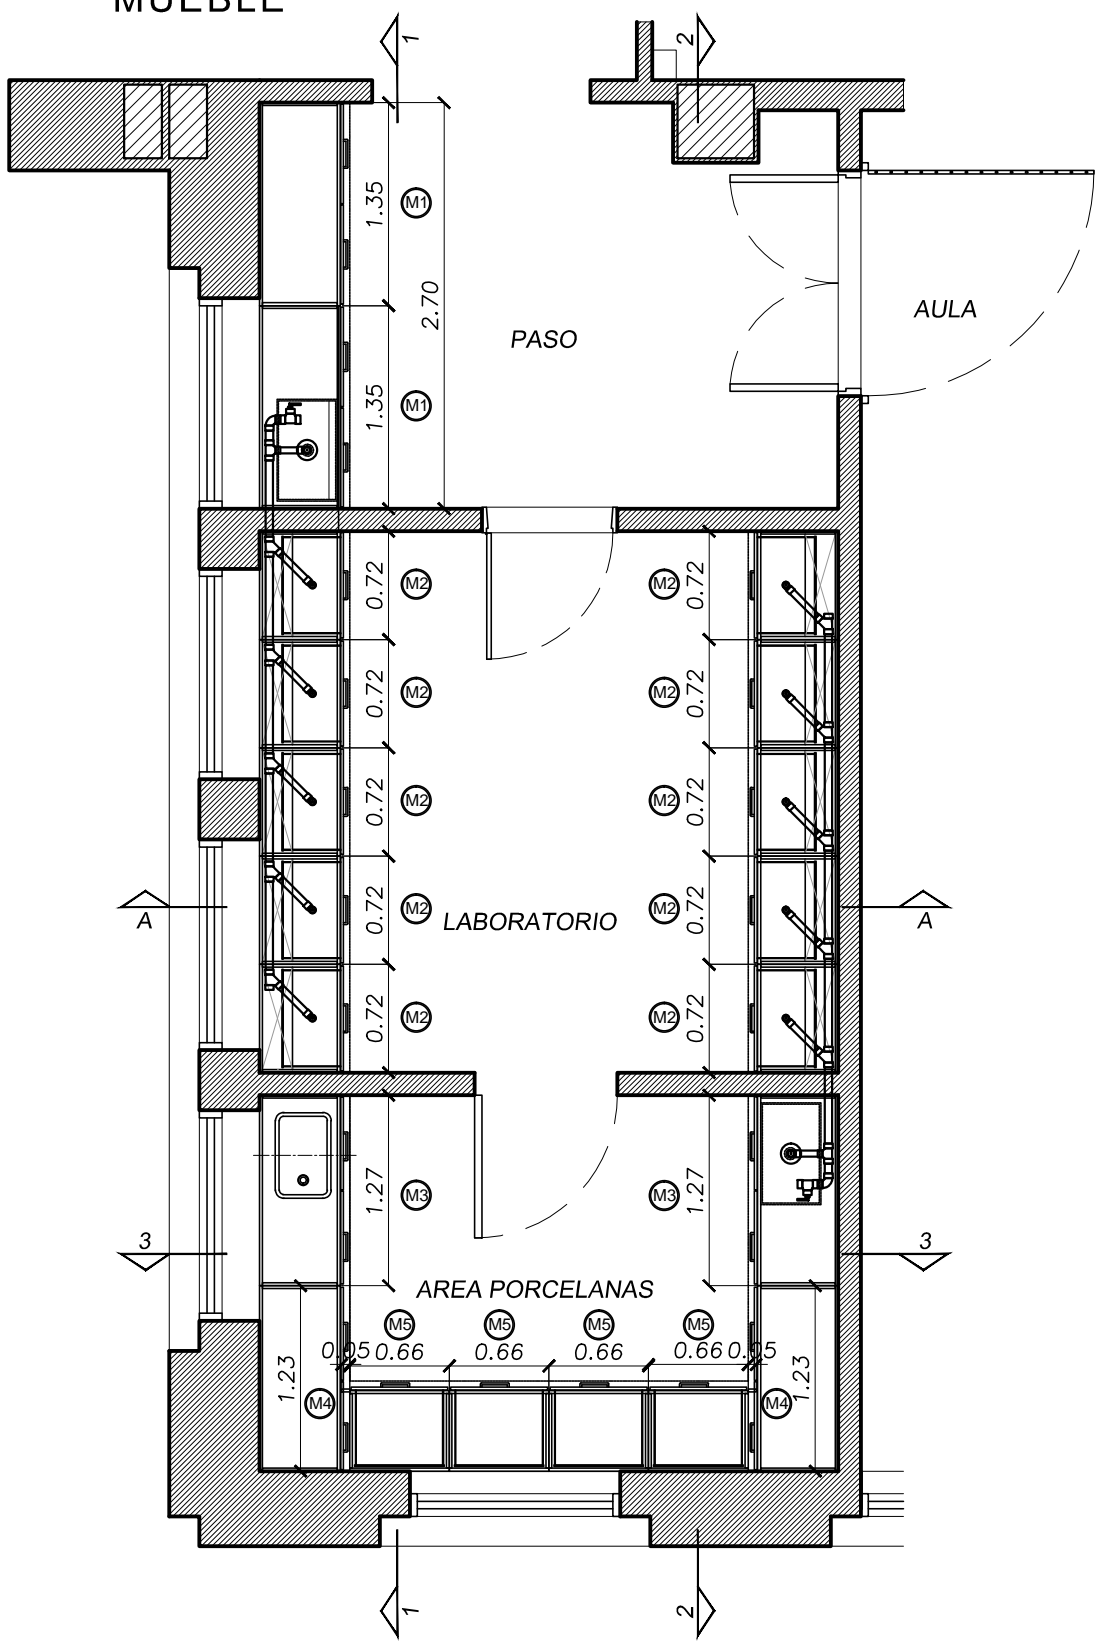 MUEBLE
1
2
1.35
M1
2.70
PASO
AULA
1.35
M1
0.72
M2
M2
0.72
0.72
M2
M2
0.72
0.72
M2
M2
0.72
A
0.72
M2
LABORATORIO
M2
0.72
A
0.72
M2
M2
0.72
1.27
M3
M3
1.27
3
3
AREA PORCELANAS
M5
M5
M5
M5
0.05
0.66
0.66
0.66
0.66
0.05
1.23
M4
M4
1.23
1
2